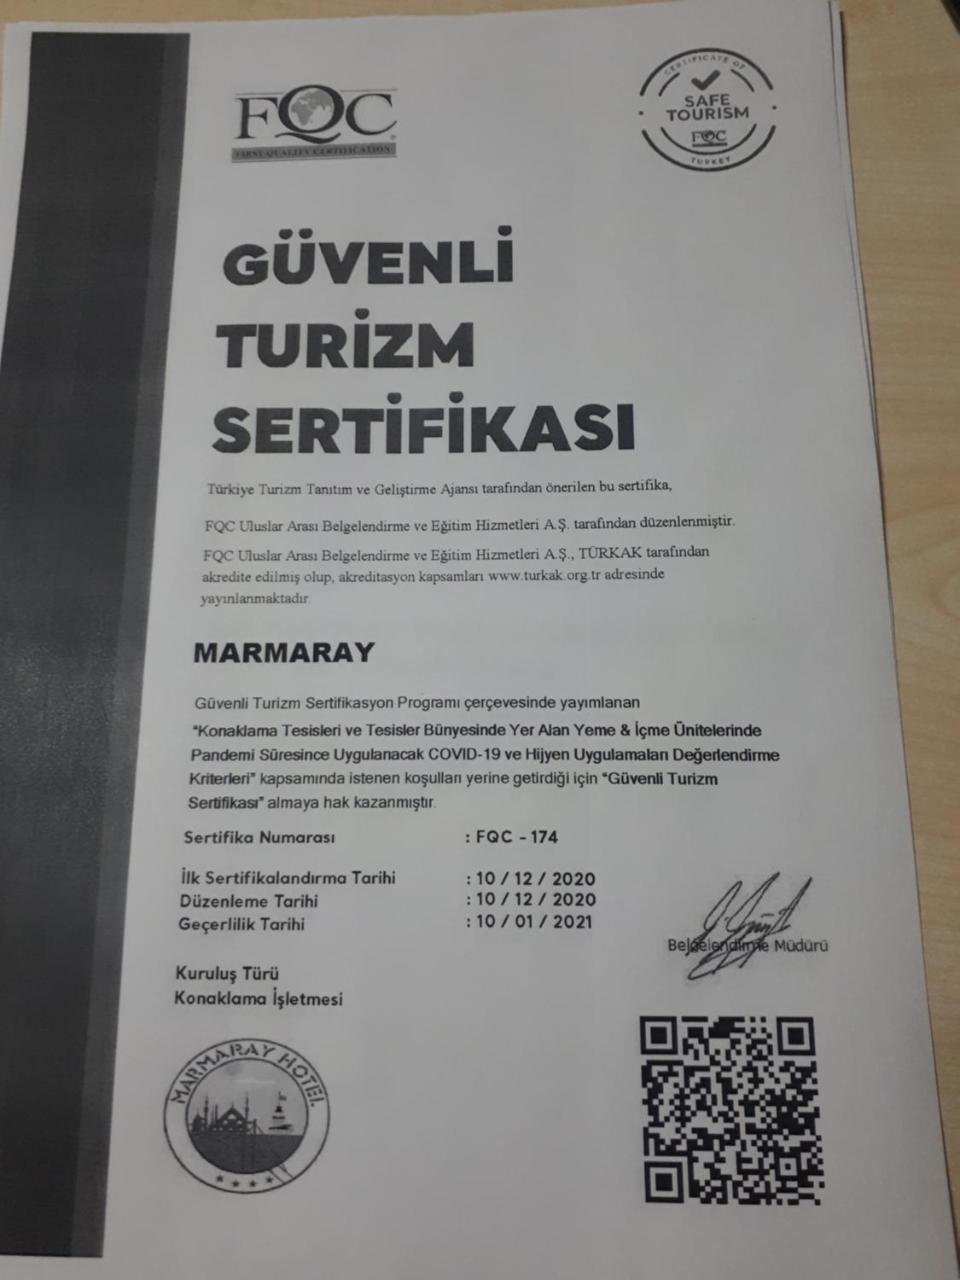 FQC
FIRST QUALITY CERTIFICATION
CERTIFICATE OF
SAFE
TOURISM
FQC
TURKEY
GÜVENLİ
TURİZM
SERTİFİKASI
Türkiye Turizm Tanıtım ve Geliştirme Ajansı tarafından önerilen bu sertifika,
FQC Uluslar Arası Belgelendirme ve Eğitim Hizmetleri A.Ş. tarafından düzenlenmiştir.
FQC Uluslar Arası Belgelendirme ve Eğitim Hizmetleri A.Ş., TÜRKAK tarafından
akredite edilmiş olup, akreditasyon kapsamları www.turkak.org.tr adresinde
yayınlanmaktadır.
MARMARAY
Güvenli Turizm Sertifikasyon Programı çerçevesinde yayımlanan
“Konaklama Tesisleri ve Tesisler Bünyesinde Yer Alan Yeme & İçme Ünitelerinde
Pandemi Süresince Uygulanacak COVID-19 ve Hijyen Uygulamaları Değerlendirme
Kriterleri” kapsamında istenen koşulları yerine getirdiği için “Güvenli Turizm
Sertifikası” almaya hak kazanmıştır.
Sertifika Numarası : FQC - 174
İlk Sertifikalandırma Tarihi : 10 / 12 / 2020
Düzenleme Tarihi : 10 / 12 / 2020
Geçerlilik Tarihi : 10 / 01 / 2021
Belgelendirme Müdürü
Kuruluş Türü
Konaklama İşletmesi
MARMARAY HOTEL